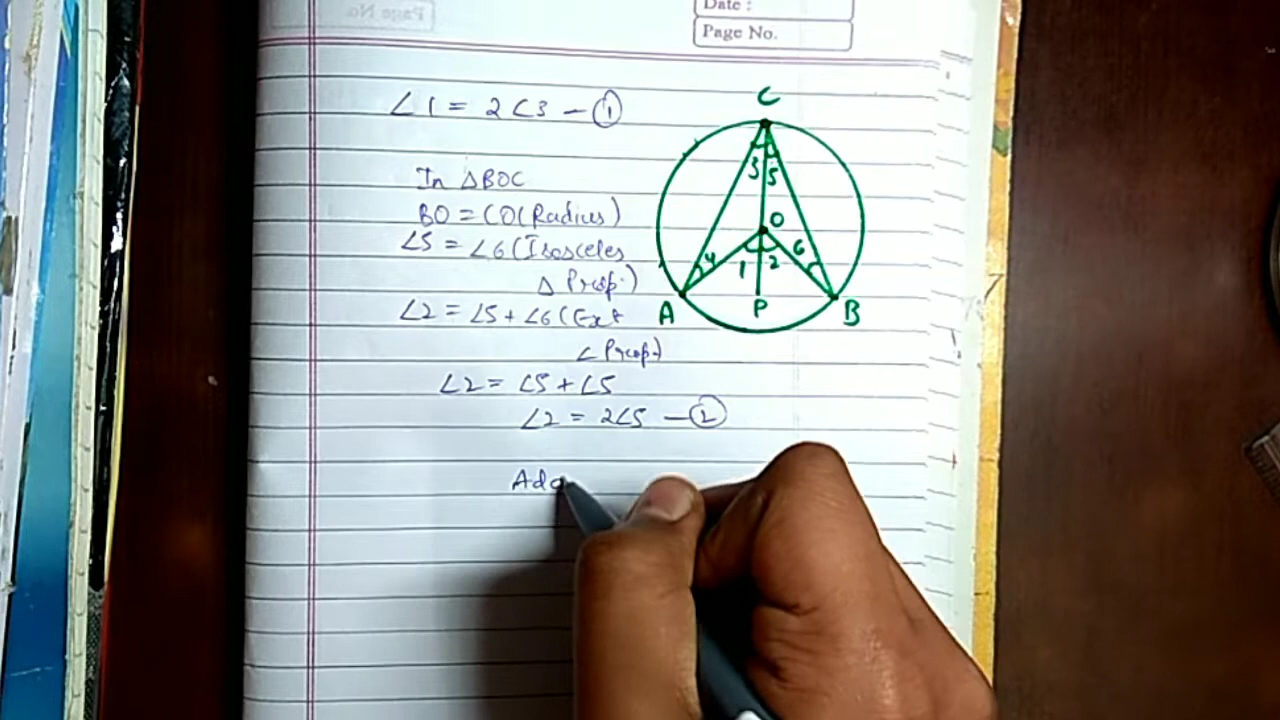 Date :
Page No.
∠1 = 2∠3 – ①
In △BOC
BO = CO (Radius)
∠5 = ∠6 (Isosceles
△ Prop.)
∠2 = ∠5 + ∠6 (Ext
∠ Prop.)
∠2 = ∠5 + ∠5
∠2 = 2∠5 – ②
Add
C
3 5
O
4 1 2 6
A P B